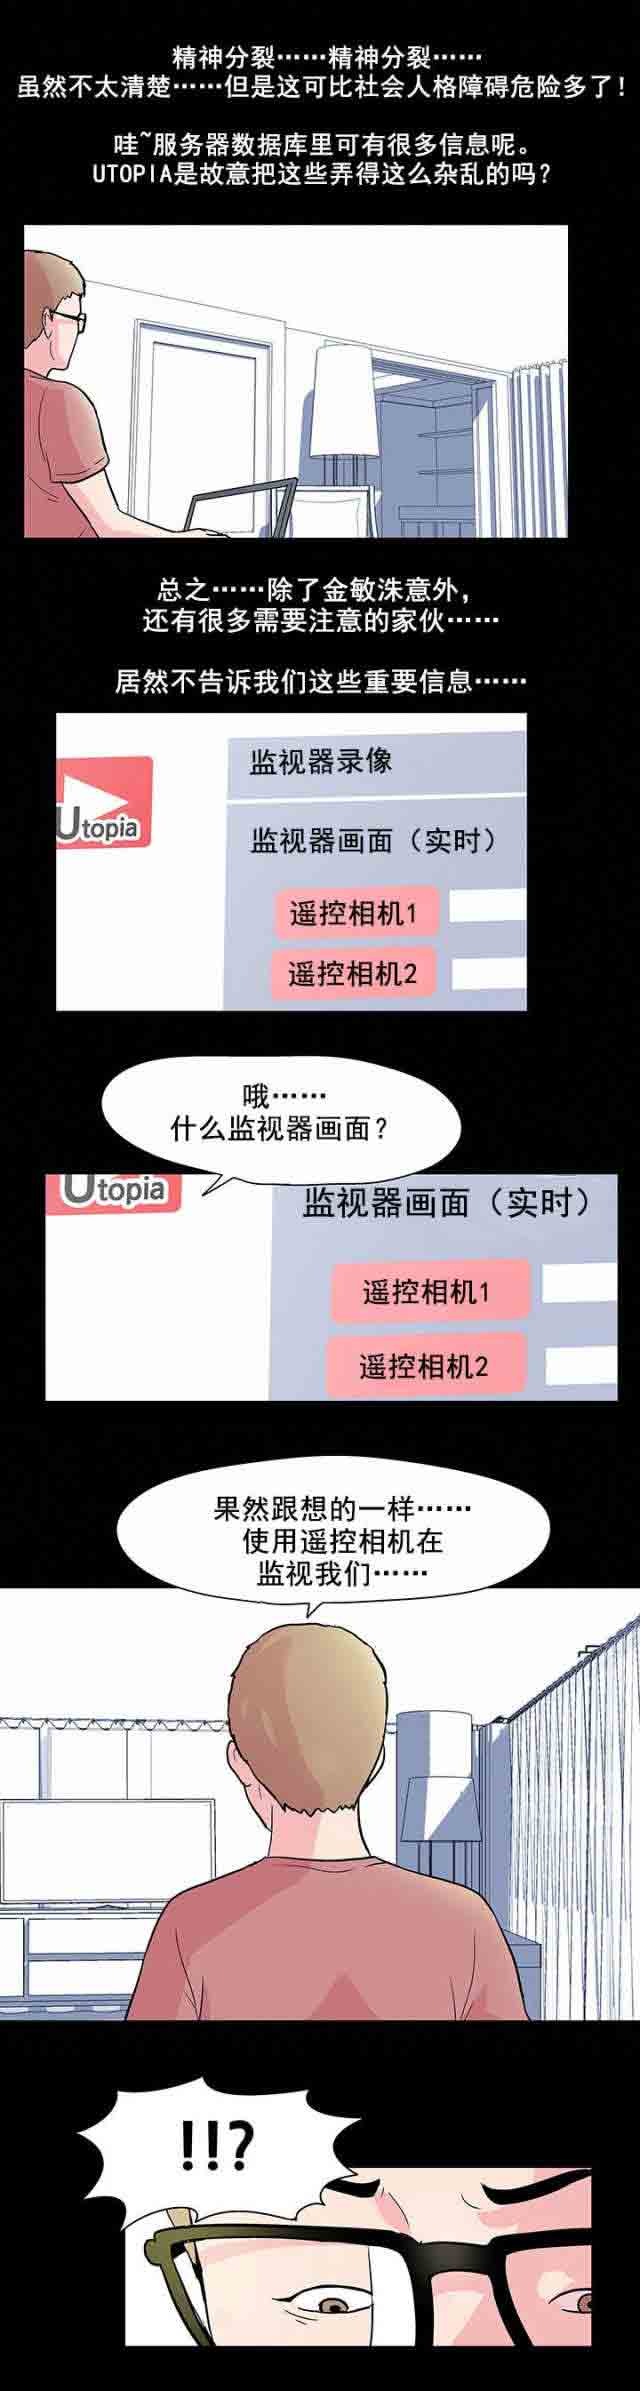 精神分裂……精神分裂……
虽然不太清楚……但是这可比社会人格障碍危险多了！
哇~服务器数据库里可有很多信息呢。
UTOPIA是故意把这些弄得这么杂乱的吗？
总之……除了金敏洙意外，
还有很多需要注意的家伙……
居然不告诉我们这些重要信息……
Utopia
监视器录像
监视器画面（实时）
遥控相机1
遥控相机2
哦……
什么监视器画面？
Utopia
监视器画面（实时）
遥控相机1
遥控相机2
果然跟想的一样……
使用遥控相机在
监视我们……
!!?